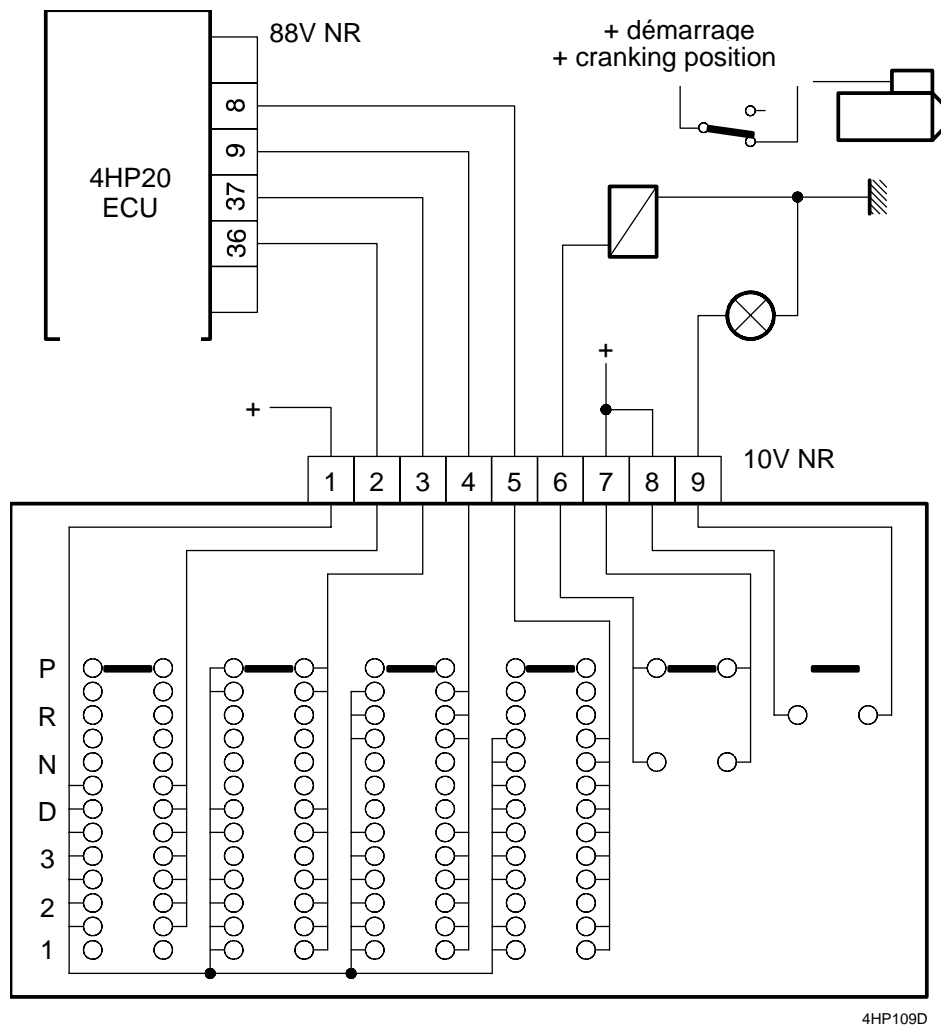 88V NR
+ démarrage
+ cranking position
8
9
37
36
4HP20
ECU
+
+
10V NR
1 2 3 4 5 6 7 8 9
P
R
N
D
3
2
1
4HP109D